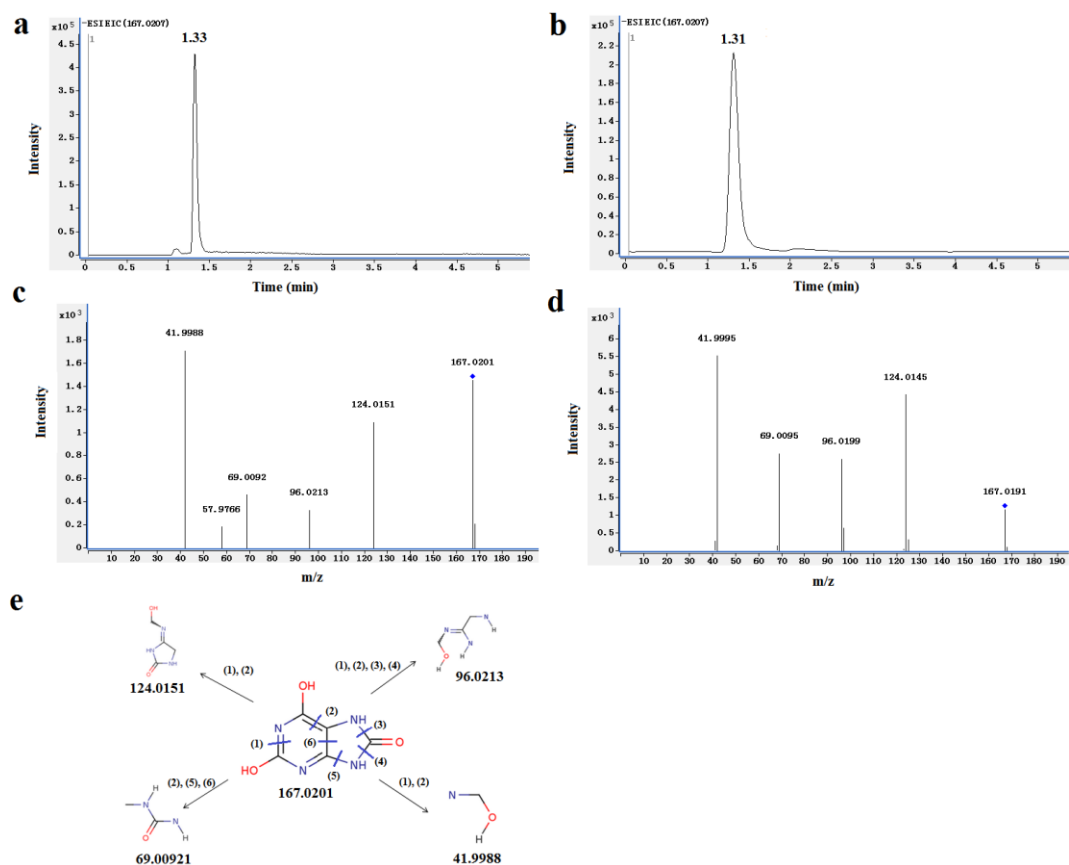 a
x10⁵ -ESI EIC(167.0207)
1
1.33
4.5
4
3.5
3
2.5
2
1.5
1
0.5
0
Intensity
0 0.5 1 1.5 2 2.5 3 3.5 4 4.5 5
Time (min)
b
x10⁵ -ESI EIC(167.0207)
1
1.31
2.2
2
1.8
1.6
1.4
1.2
1
0.8
0.6
0.4
0.2
0
Intensity
0 0.5 1 1.5 2 2.5 3 3.5 4 4.5 5
Time (min)
c
x10³
1.8
1.6
1.4
1.2
1
0.8
0.6
0.4
0.2
0
Intensity
41.9988
57.9766
69.0092
96.0213
124.0151
167.0201
10 20 30 40 50 60 70 80 90 100 110 120 130 140 150 160 170 180 190
m/z
d
x10³
6
5.5
5
4.5
4
3.5
3
2.5
2
1.5
1
0.5
0
Intensity
41.9995
69.0095
96.0199
124.0145
167.0191
10 20 30 40 50 60 70 80 90 100 110 120 130 140 150 160 170 180 190
m/z
e
OH
N
HN
NH
O
124.0151
(1), (2)
(1), (2), (3), (4)
N
N
H
N
H
O
H
96.0213
OH
N
HO
N
NH
NH
O
(1)
(2)
(3)
(4)
(5)
(6)
167.0201
(2), (5), (6)
H
N
N
H
O
69.00921
(1), (2)
N
O
H
41.9988